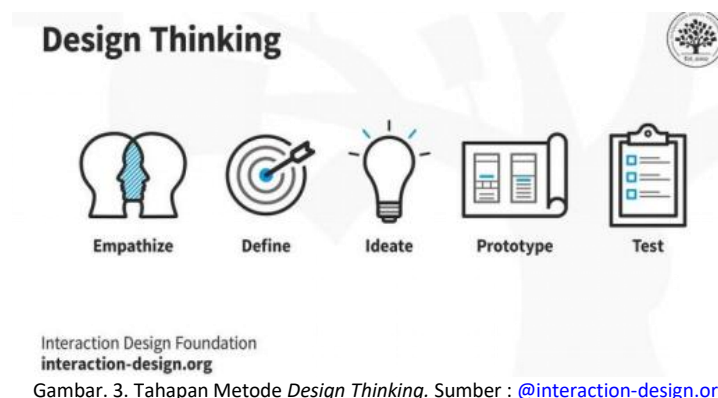 Design Thinking
Empathize
Define
Ideate
Prototype
Test
Interaction Design Foundation
interaction-design.org
Gambar. 3. Tahapan Metode Design Thinking. Sumber : @interaction-design.or